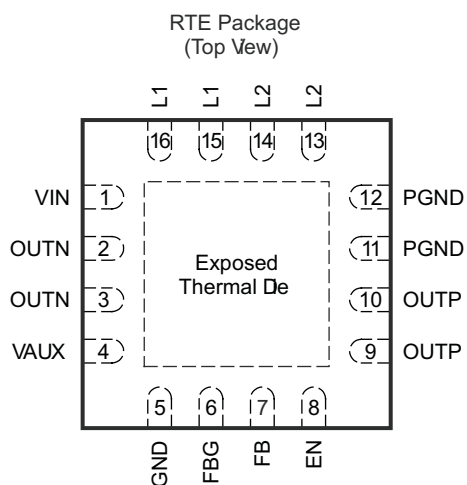 RTE Package
(Top View)
L1 L1 L2 L2
16 15 14 13
VIN 1 12 PGND
OUTN 2 11 PGND
OUTN 3 10 OUTP
VAUX 4 9 OUTP
Exposed
Thermal Die
5 6 7 8
GND FBG FB EN